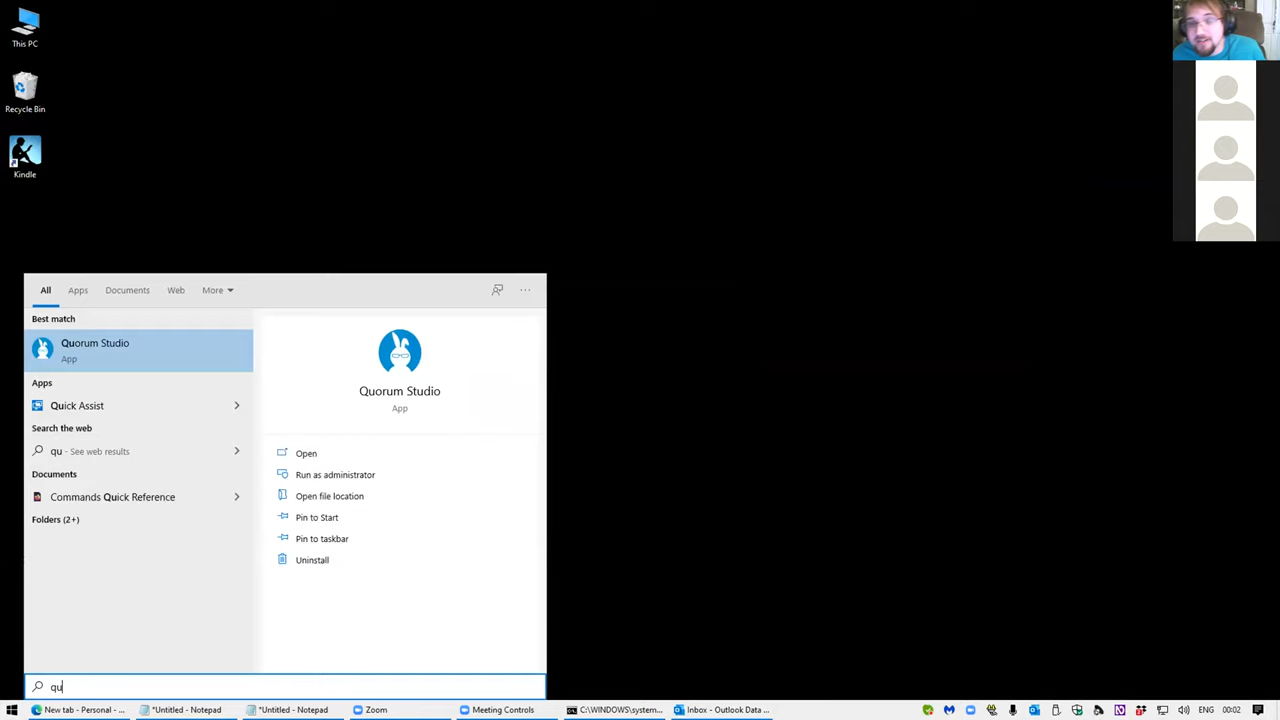 This PC
Recycle Bin
Kindle
All Apps Documents Web More
Best match
Quorum Studio
App
Apps
Quick Assist
Search the web
qu - See web results
Documents
Commands Quick Reference
Folders (2+)
Quorum Studio
App
Open
Run as administrator
Open file location
Pin to Start
Pin to taskbar
Uninstall
qu
New tab - Personal - ... *Untitled - Notepad *Untitled - Notepad Zoom Meeting Controls C:\WINDOWS\system... Inbox - Outlook Data ... ENG 00:02